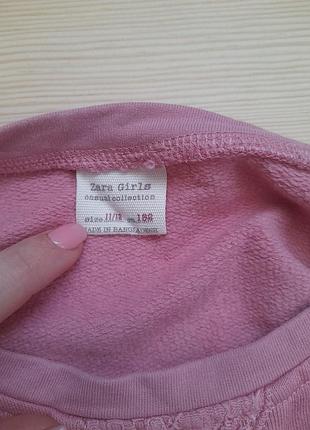 Zara Girls
casual collection
size 11/12 cm 152
MADE IN BANGLADESH